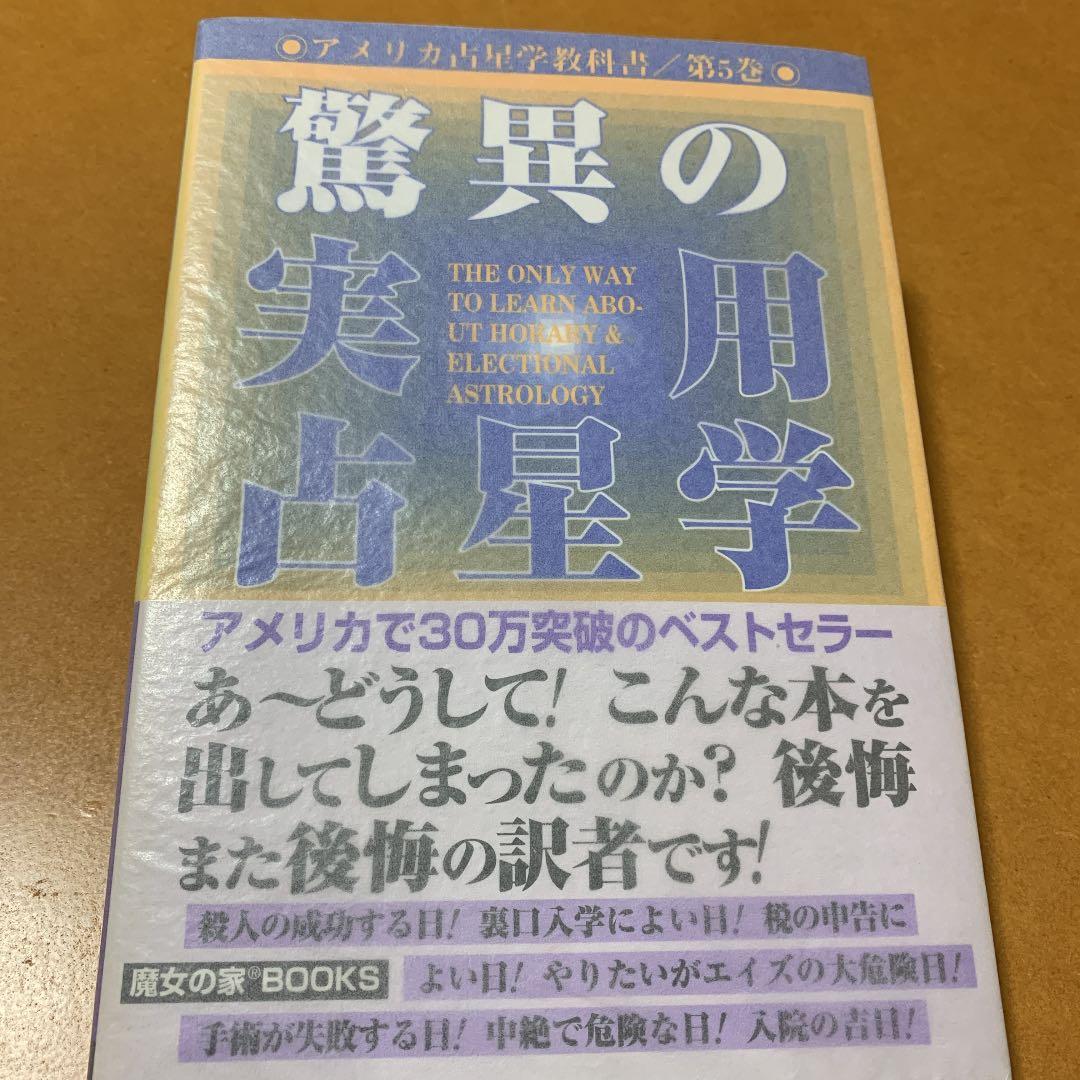 ●アメリカ占星学教科書／第5巻●
驚異の
実用
THE ONLY WAY
TO LEARN ABO-
UT HORARY &
ELECTIONAL
ASTROLOGY
占星学
アメリカで30万突破のベストセラー
あ〜どうして！こんな本を
出してしまったのか？後悔
また後悔の訳者です！
殺人の成功する日！裏口入学によい日！税の申告に
魔女の家®BOOKS
よい日！やりたいがエイズの大危険日！
手術が失敗する日！中絶で危険な日！入院の吉日！